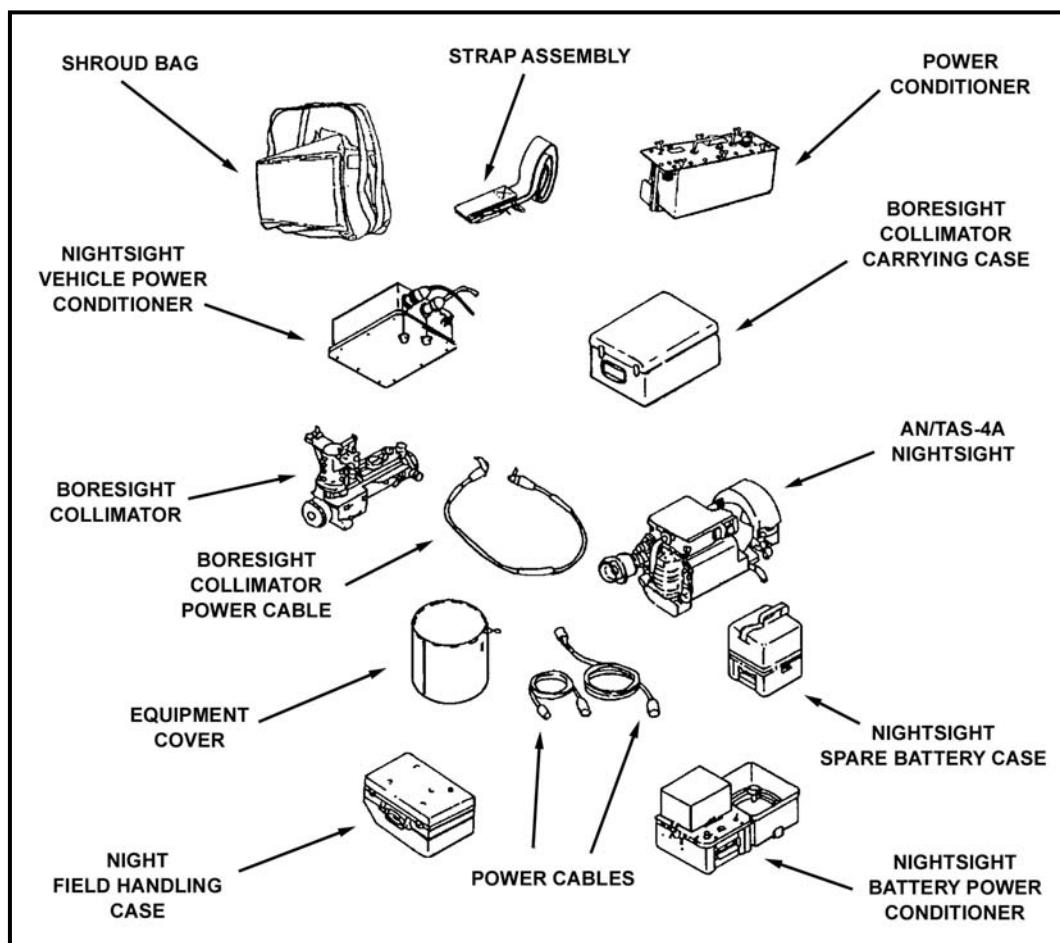 SHROUD BAG
STRAP ASSEMBLY
POWER
CONDITIONER
NIGHTSIGHT
VEHICLE POWER
CONDITIONER
BORESIGHT
COLLIMATOR
CARRYING CASE
BORESIGHT
COLLIMATOR
AN/TAS-4A
NIGHTSIGHT
BORESIGHT
COLLIMATOR
POWER CABLE
EQUIPMENT
COVER
NIGHTSIGHT
SPARE BATTERY CASE
NIGHT
FIELD HANDLING
CASE
POWER CABLES
NIGHTSIGHT
BATTERY POWER
CONDITIONER